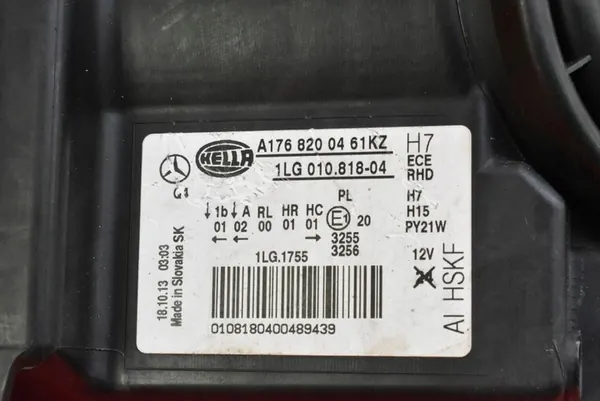 HELLA
A176 820 04 61KZ
1LG 010.818-04
H7
ECE
RHD
PL
↓1b↓ A RL HR HC E1 20
01 02 00 01 01
← ← →
3255
3256
H7
H15
PY21W
12V
1LG.1755
0108180400489439
18.10.13 03:03
Made in Slovakia SK
AI HSKF